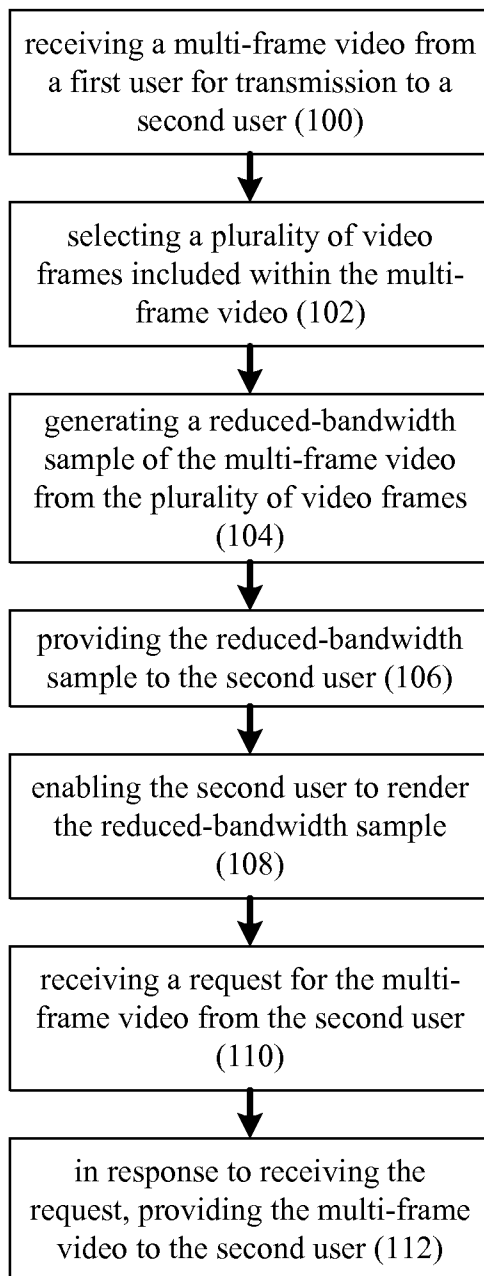 receiving a multi-frame video from
a first user for transmission to a
second user (100)
selecting a plurality of video
frames included within the multi-
frame video (102)
generating a reduced-bandwidth
sample of the multi-frame video
from the plurality of video frames
(104)
providing the reduced-bandwidth
sample to the second user (106)
enabling the second user to render
the reduced-bandwidth sample
(108)
receiving a request for the multi-
frame video from the second user
(110)
in response to receiving the
request, providing the multi-frame
video to the second user (112)